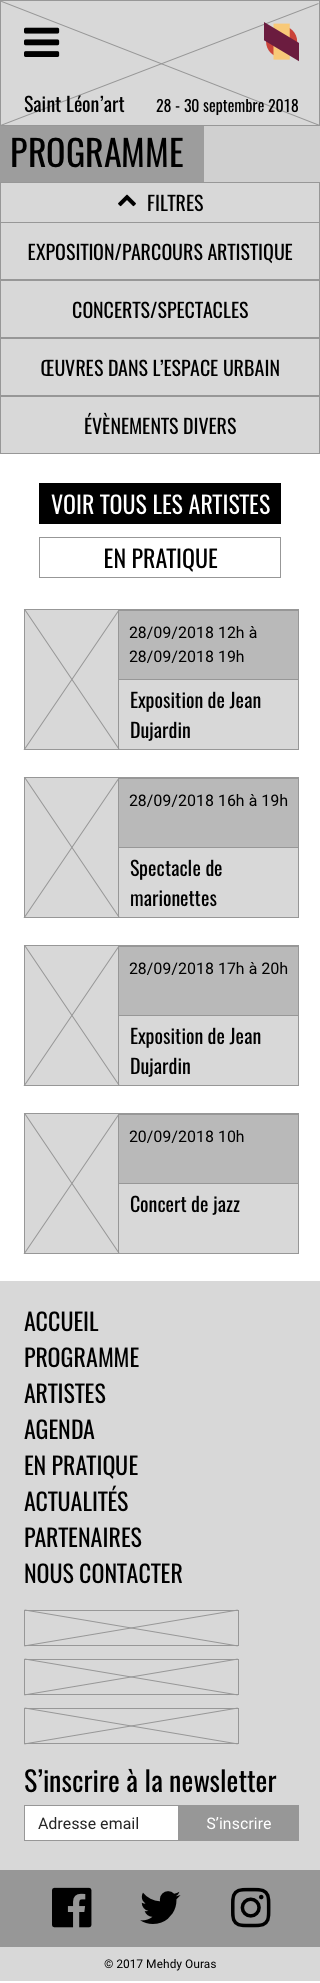 Saint Léon’art 28 - 30 septembre 2018
PROGRAMME
FILTRES
EXPOSITION/PARCOURS ARTISTIQUE
CONCERTS/SPECTACLES
ŒUVRES DANS L’ESPACE URBAIN
ÉVÈNEMENTS DIVERS
VOIR TOUS LES ARTISTES
EN PRATIQUE
28/09/2018 12h à
28/09/2018 19h
Exposition de Jean
Dujardin
28/09/2018 16h à 19h
Spectacle de
marionettes
28/09/2018 17h à 20h
Exposition de Jean
Dujardin
20/09/2018 10h
Concert de jazz
ACCUEIL
PROGRAMME
ARTISTES
AGENDA
EN PRATIQUE
ACTUALITÉS
PARTENAIRES
NOUS CONTACTER
S’inscrire à la newsletter
Adresse email S’inscrire
© 2017 Mehdy Ouras